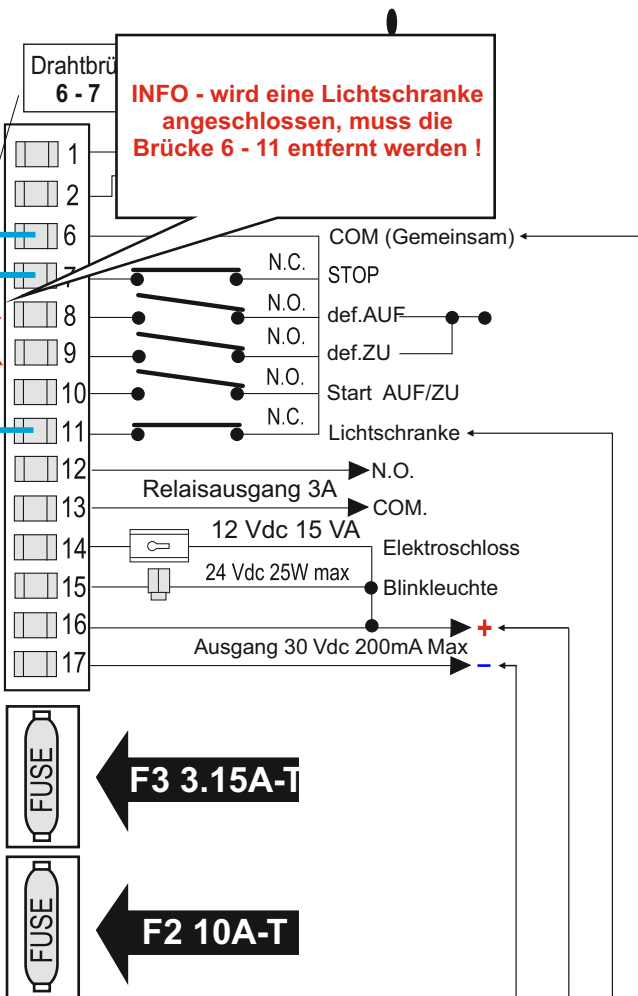 Drahtbrü
6 - 7
INFO - wird eine Lichtschranke
angeschlossen, muss die
Brücke 6 - 11 entfernt werden !
1
2
6
COM (Gemeinsam)
7
N.C.
STOP
8
N.O.
def.AUF
9
N.O.
def.ZU
10
N.O.
Start AUF/ZU
11
N.C.
Lichtschranke
12
N.O.
Relaisausgang 3A
13
COM.
12 Vdc 15 VA
14
Elektroschloss
24 Vdc 25W max
15
Blinkleuchte
16
+
Ausgang 30 Vdc 200mA Max
17
−
FUSE
F3 3.15A-T
FUSE
F2 10A-T